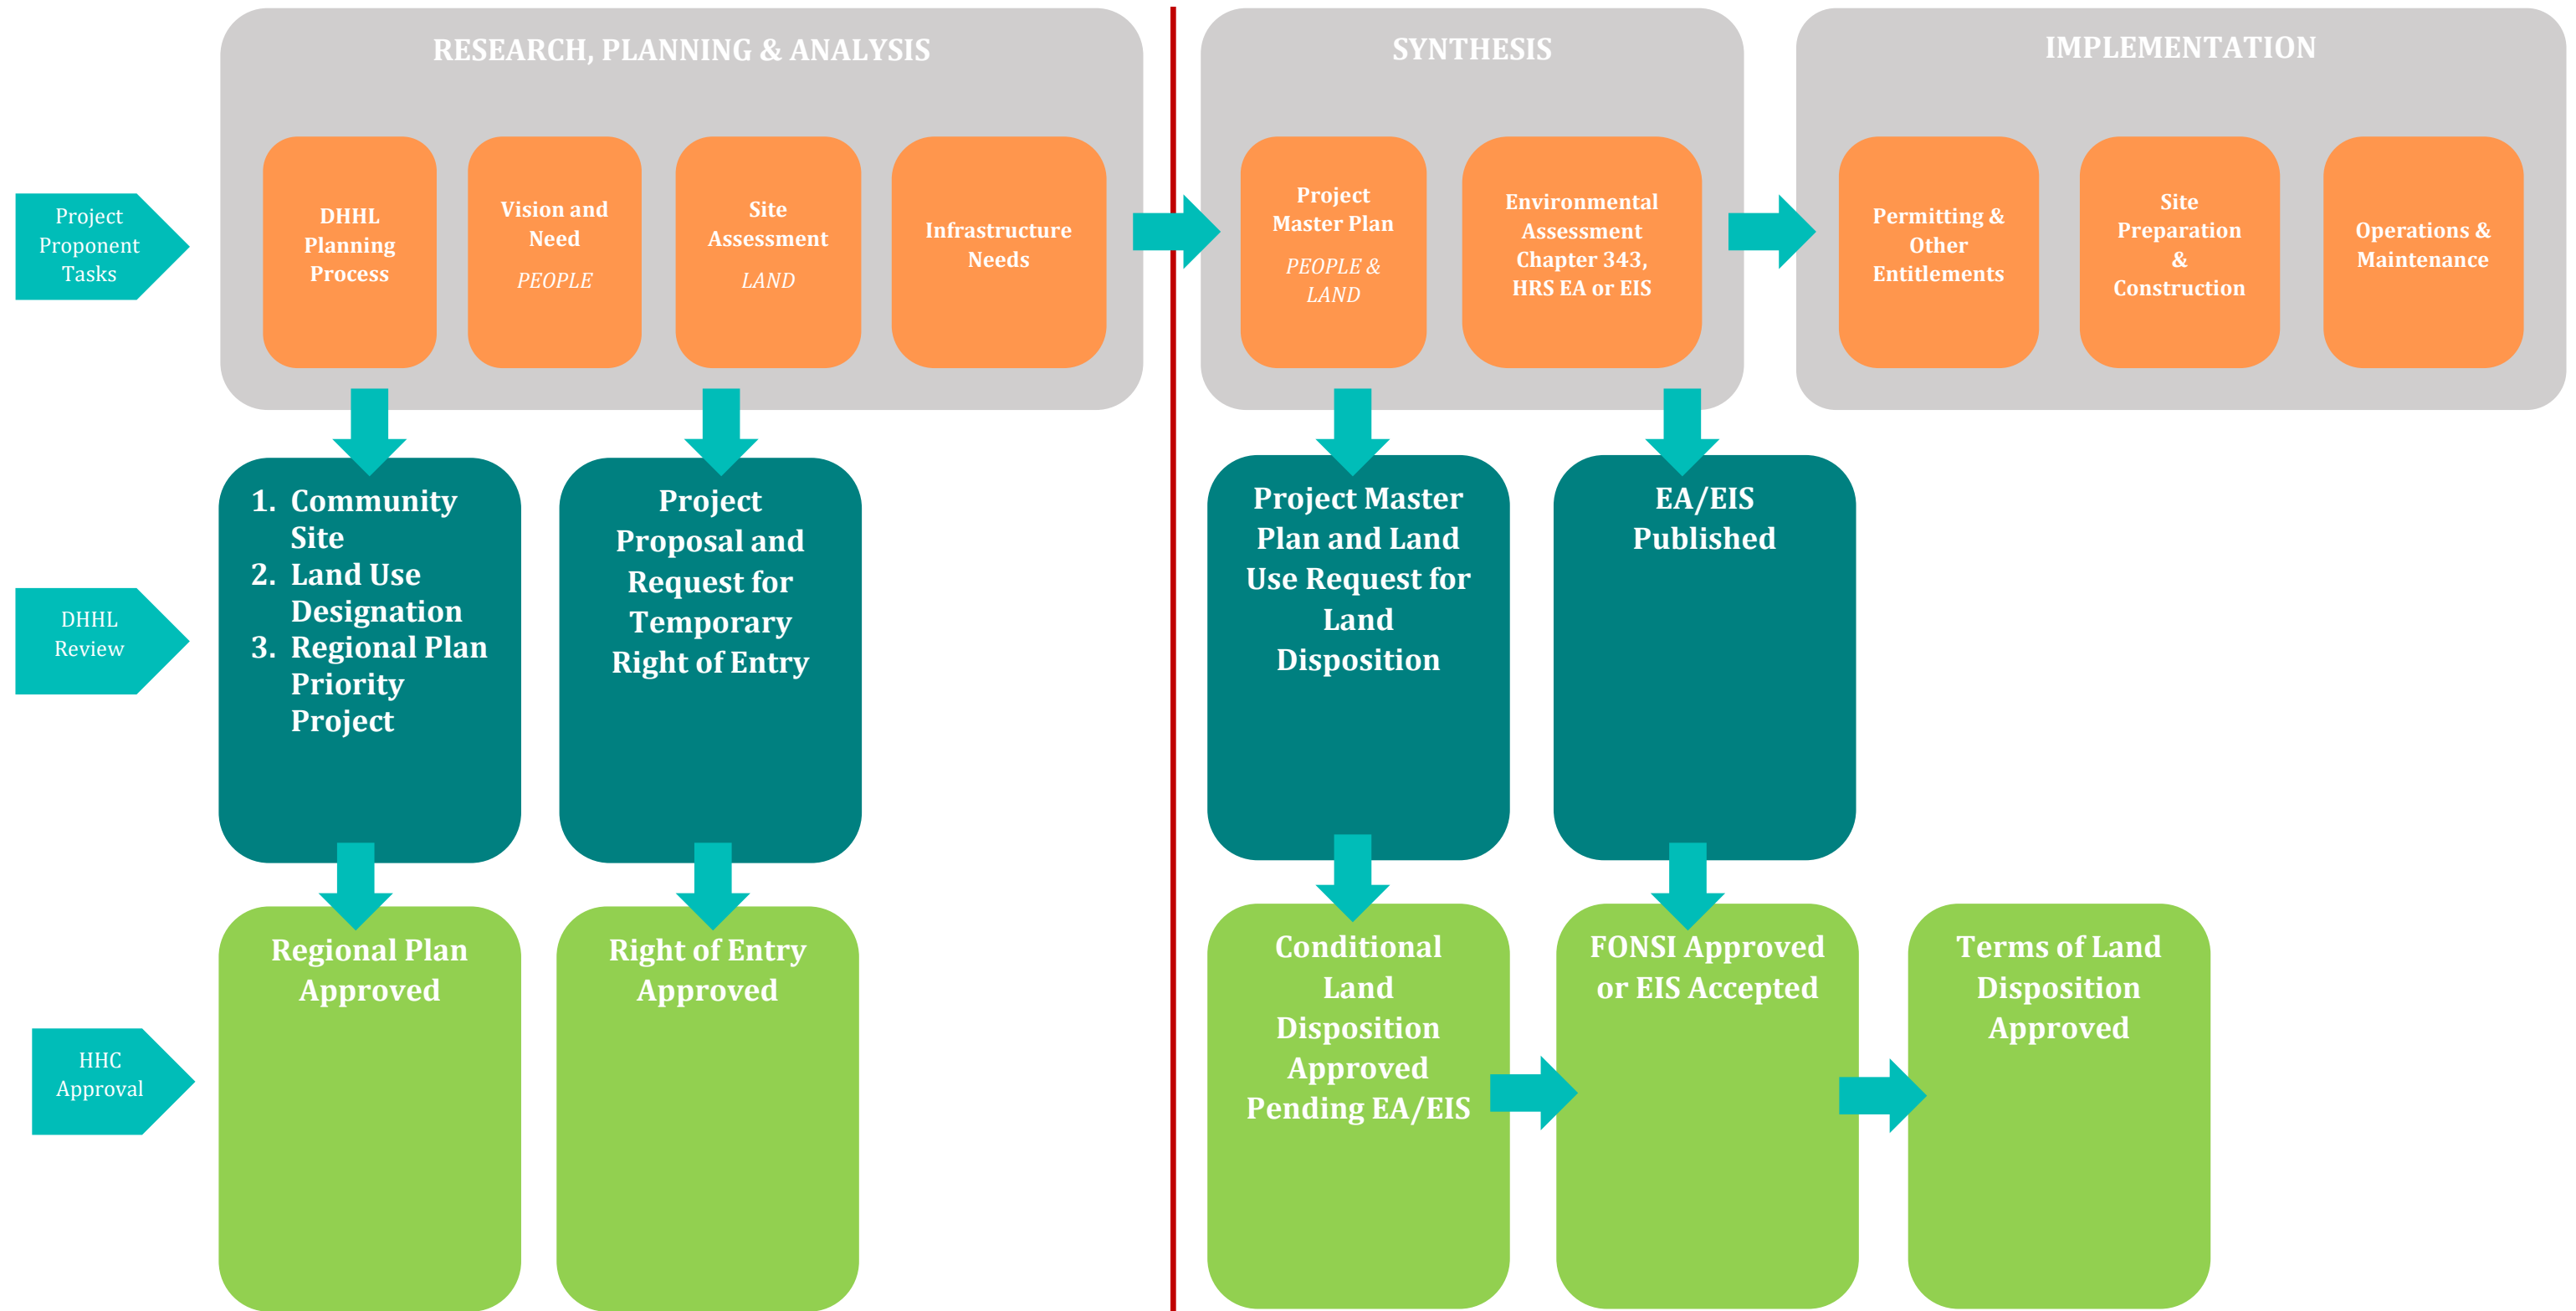 RESEARCH, PLANNING & ANALYSIS
SYNTHESIS
IMPLEMENTATION
Project
Proponent
Tasks
DHHL
Planning
Process
Vision and
Need
PEOPLE
Site
Assessment
LAND
Infrastructure
Needs
Project
Master Plan
PEOPLE &
LAND
Environmental
Assessment
Chapter 343,
HRS EA or EIS
Permitting &
Other
Entitlements
Site
Preparation
&
Construction
Operations &
Maintenance
DHHL
Review
1. Community
Site
2. Land Use
Designation
3. Regional Plan
Priority
Project
Project
Proposal and
Request for
Temporary
Right of Entry
Project Master
Plan and Land
Use Request for
Land
Disposition
EA/EIS
Published
HHC
Approval
Regional Plan
Approved
Right of Entry
Approved
Conditional
Land
Disposition
Approved
Pending EA/EIS
FONSI Approved
or EIS Accepted
Terms of Land
Disposition
Approved